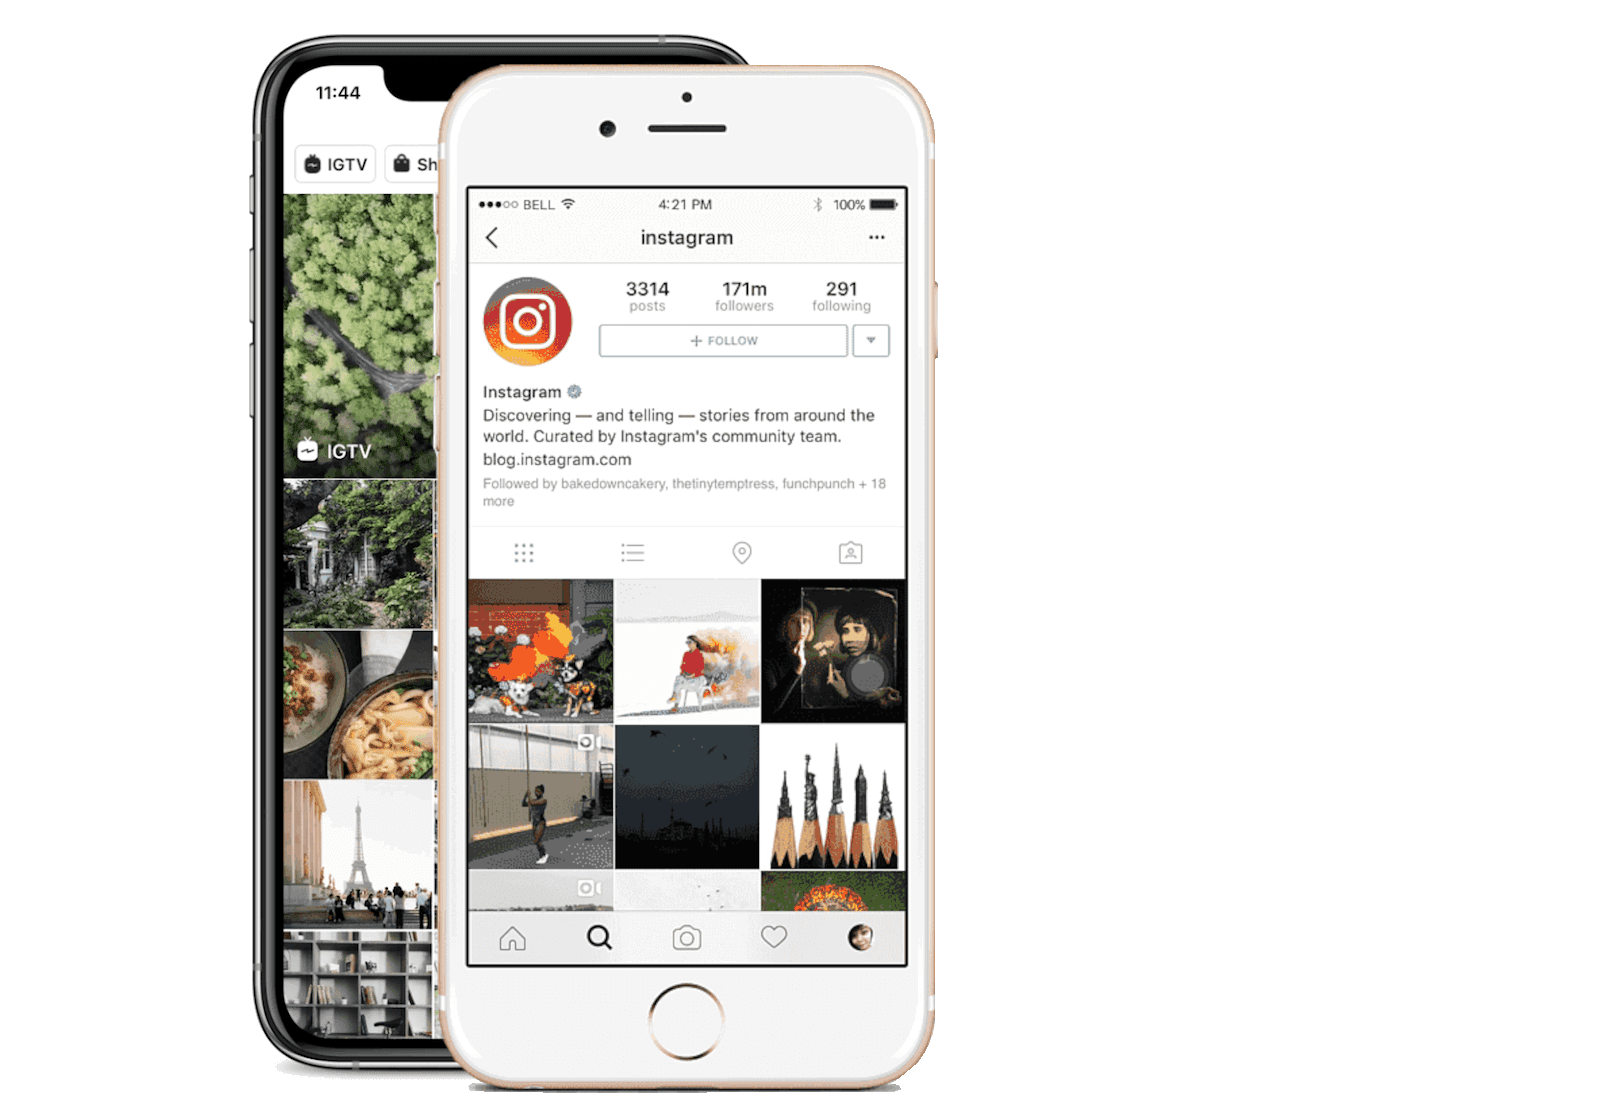 11:44
IGTV
Sh
IGTV
BELL 4:21 PM 100%
instagram
3314 171m 291
posts followers following
+ FOLLOW
Instagram
Discovering — and telling — stories from around the
world. Curated by Instagram's community team.
blog.instagram.com
Followed by bakedowncakery, thetinytemptress, funchpunch + 18
more